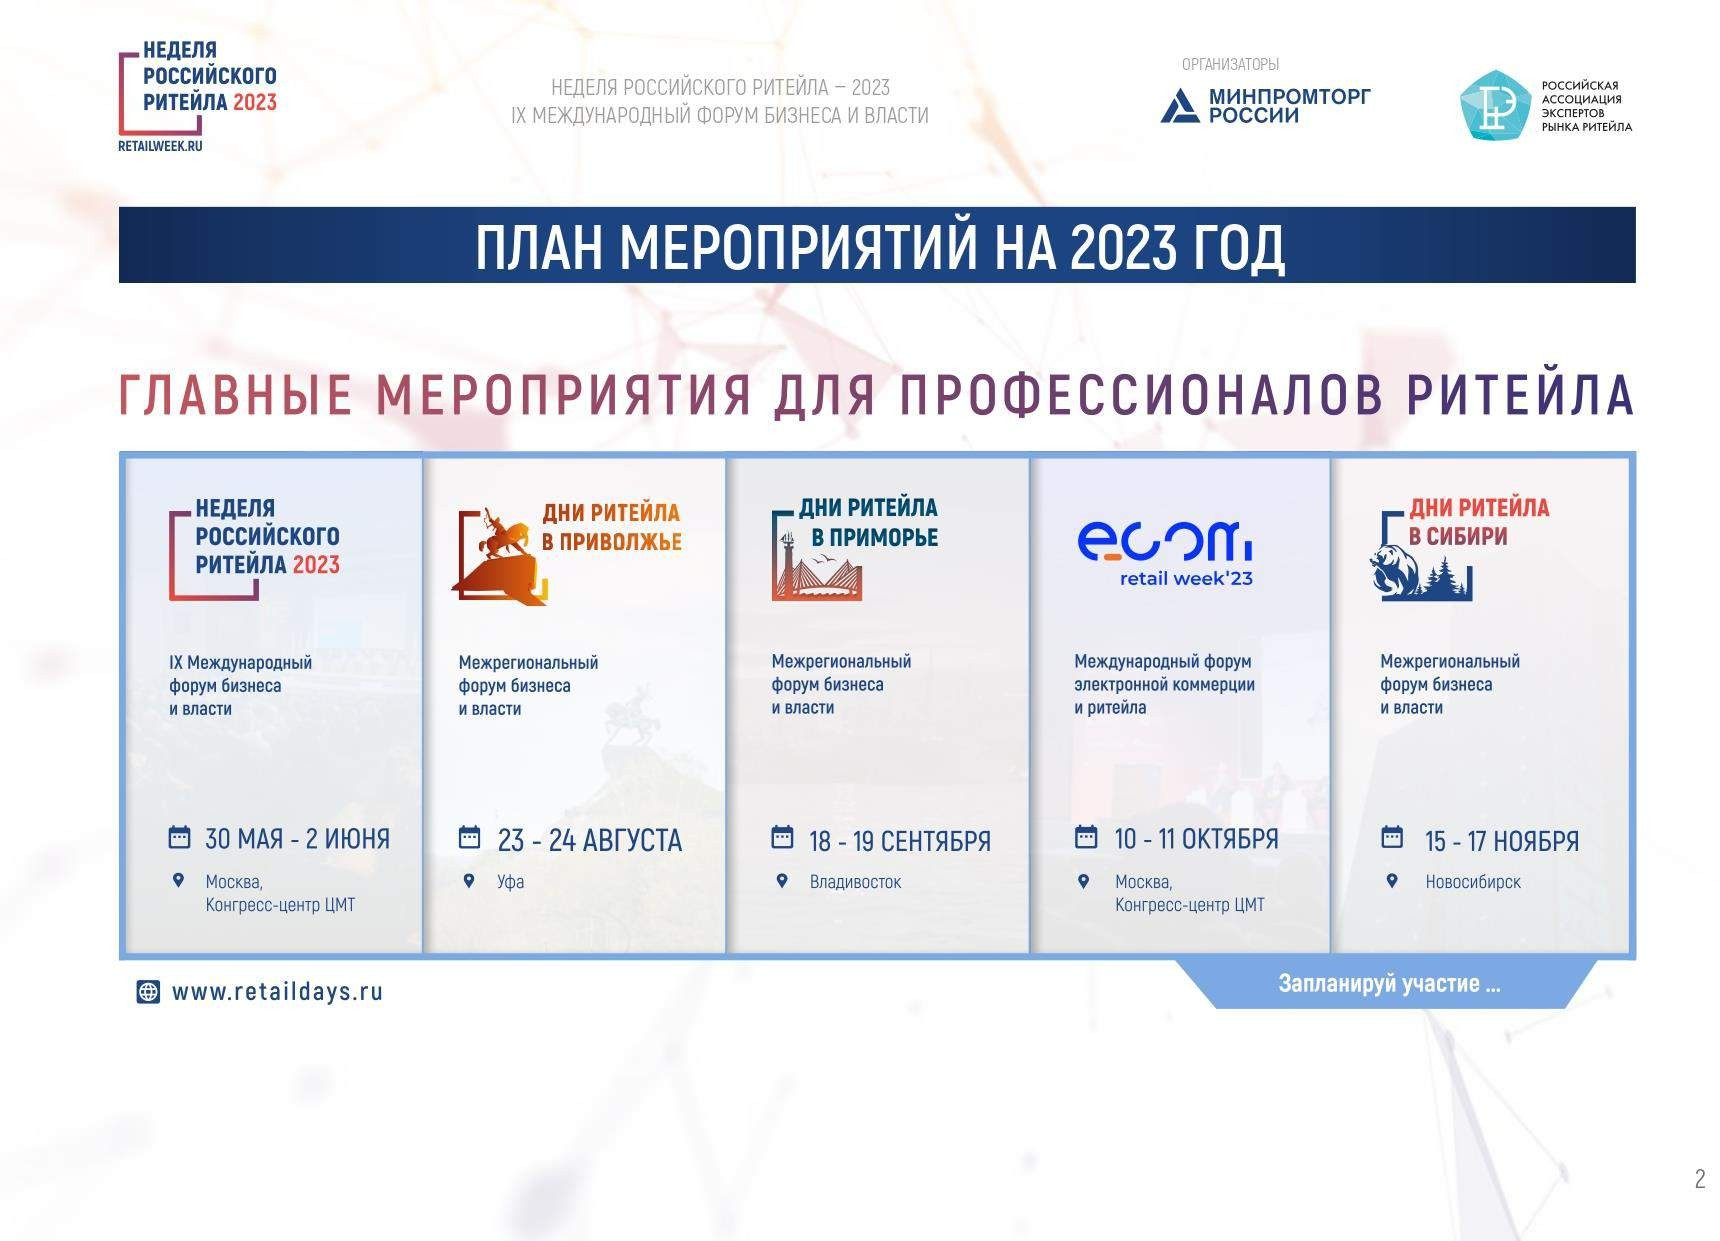 НЕДЕЛЯ
РОССИЙСКОГО
РИТЕЙЛА 2023
RETAILWEEK.RU
НЕДЕЛЯ РОССИЙСКОГО РИТЕЙЛА – 2023
IX МЕЖДУНАРОДНЫЙ ФОРУМ БИЗНЕСА И ВЛАСТИ
ОРГАНИЗАТОРЫ
МИНПРОМТОРГ
РОССИИ
РОССИЙСКАЯ
АССОЦИАЦИЯ
ЭКСПЕРТОВ
РЫНКА РИТЕЙЛА
ПЛАН МЕРОПРИЯТИЙ НА 2023 ГОД
ГЛАВНЫЕ МЕРОПРИЯТИЯ ДЛЯ ПРОФЕССИОНАЛОВ РИТЕЙЛА
НЕДЕЛЯ
РОССИЙСКОГО
РИТЕЙЛА 2023
IX Международный
форум бизнеса
и власти
30 МАЯ - 2 ИЮНЯ
Москва,
Конгресс-центр ЦМТ
ДНИ РИТЕЙЛА
В ПРИВОЛЖЬЕ
Межрегиональный
форум бизнеса
и власти
23 - 24 АВГУСТА
Уфа
ДНИ РИТЕЙЛА
В ПРИМОРЬЕ
Межрегиональный
форум бизнеса
и власти
18 - 19 СЕНТЯБРЯ
Владивосток
ecom
retail week'23
Международный форум
электронной коммерции
и ритейла
10 - 11 ОКТЯБРЯ
Москва,
Конгресс-центр ЦМТ
ДНИ РИТЕЙЛА
В СИБИРИ
Межрегиональный
форум бизнеса
и власти
15 - 17 НОЯБРЯ
Новосибирск
www.retaildays.ru
Запланируй участие ...
2